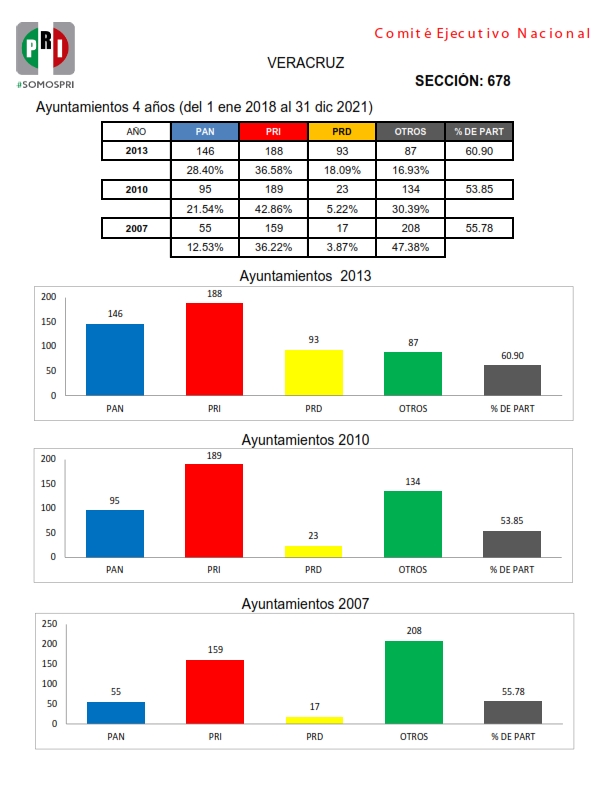 Comité Ejecutivo Nacional
PRI
#SOMOSPRI
VERACRUZ
SECCIÓN: 678
Ayuntamientos 4 años (del 1 ene 2018 al 31 dic 2021)
AÑO PAN PRI PRD OTROS % DE PART
2013 146 188 93 87 60.90
28.40% 36.58% 18.09% 16.93%
2010 95 189 23 134 53.85
21.54% 42.86% 5.22% 30.39%
2007 55 159 17 208 55.78
12.53% 36.22% 3.87% 47.38%
Ayuntamientos 2013
200
150
100
50
0
146 188 93 87 60.90
PAN PRI PRD OTROS % DE PART
Ayuntamientos 2010
200
150
100
50
0
95 189 23 134 53.85
PAN PRI PRD OTROS % DE PART
Ayuntamientos 2007
250
200
150
100
50
0
55 159 17 208 55.78
PAN PRI PRD OTROS % DE PART